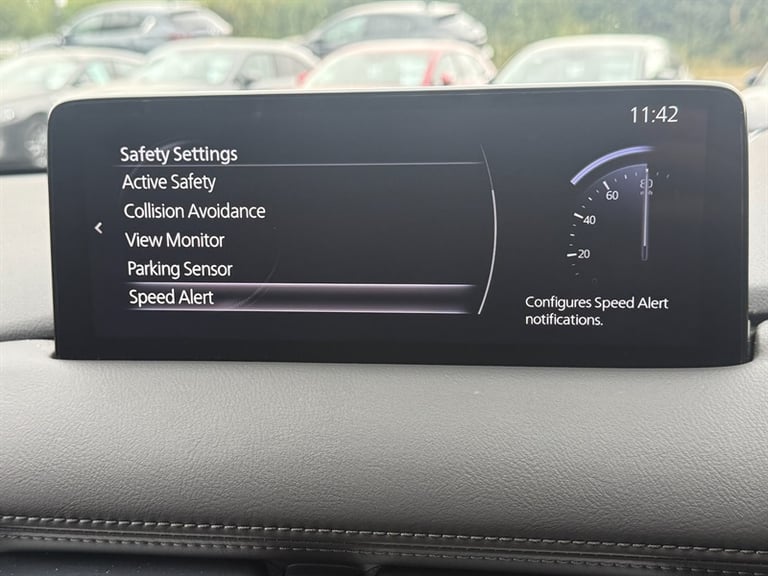 11:42
Safety Settings
Active Safety
Collision Avoidance
View Monitor
Parking Sensor
Speed Alert
80
60
40
20
Configures Speed Alert
notifications.